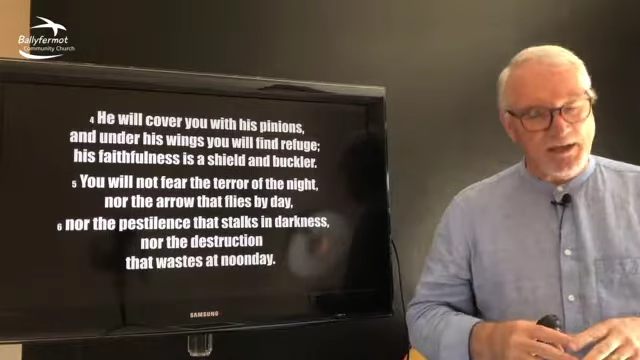 Ballyfermot
Community Church
4 He will cover you with his pinions,
and under his wings you will find refuge;
his faithfulness is a shield and buckler.
5 You will not fear the terror of the night,
nor the arrow that flies by day,
6 nor the pestilence that stalks in darkness,
nor the destruction
that wastes at noonday.
SAMSUNG